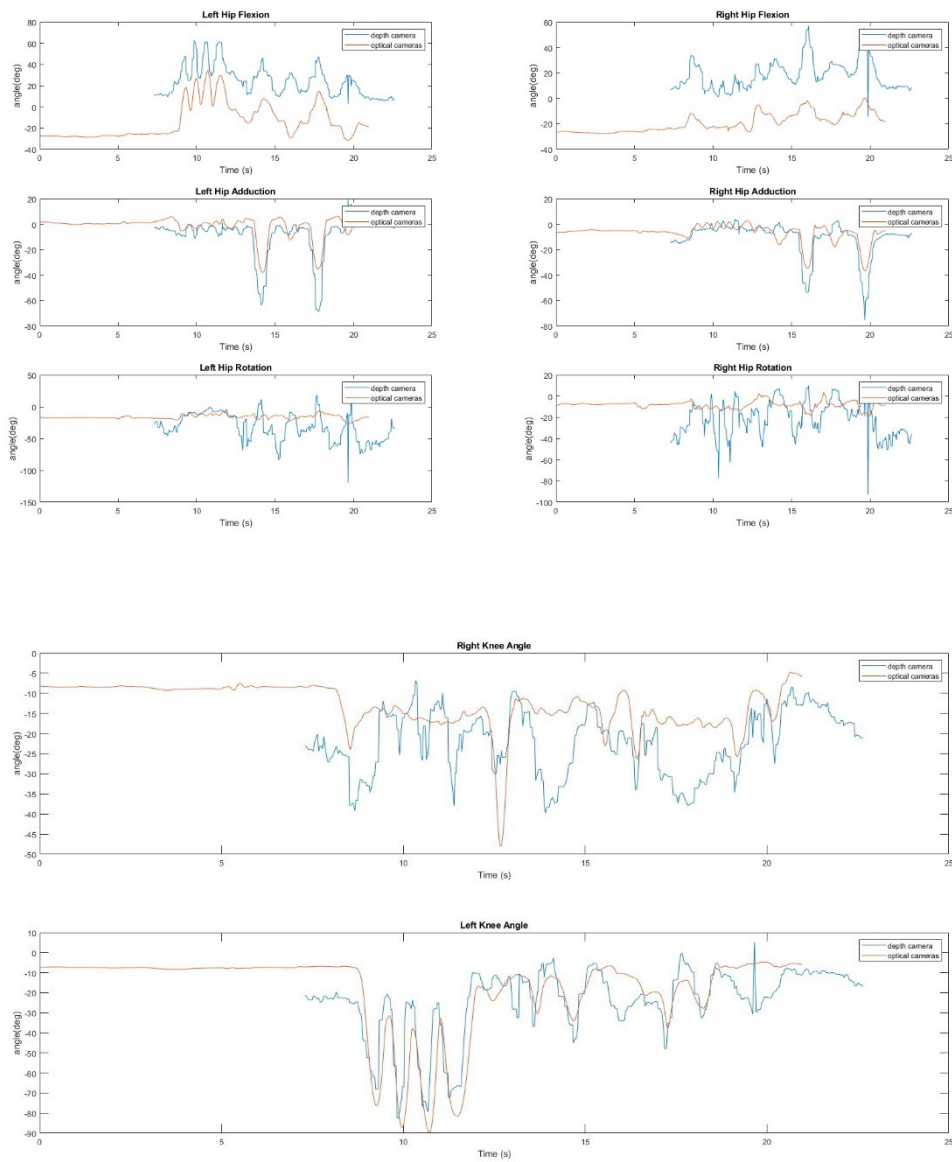 Left Hip Flexion
80
60
40
20
0
-20
-40
angle(deg)
depth camera
optical cameras
0 5 10 15 20 25
Time (s)
Right Hip Flexion
60
40
20
0
-20
-40
angle(deg)
depth camera
optical cameras
0 5 10 15 20 25
Time (s)
Left Hip Adduction
20
0
-20
-40
-60
-80
angle(deg)
depth camera
optical cameras
0 5 10 15 20 25
Time (s)
Right Hip Adduction
20
0
-20
-40
-60
-80
angle(deg)
depth camera
optical cameras
0 5 10 15 20 25
Time (s)
Left Hip Rotation
50
0
-50
-100
-150
angle(deg)
depth camera
optical cameras
0 5 10 15 20 25
Time (s)
Right Hip Rotation
20
0
-20
-40
-60
-80
-100
angle(deg)
depth camera
optical cameras
0 5 10 15 20 25
Time (s)
Right Knee Angle
0
-5
-10
-15
-20
-25
-30
-35
-40
-45
-50
angle(deg)
depth camera
optical cameras
0 5 10 15 20 25
Time (s)
Left Knee Angle
10
0
-10
-20
-30
-40
-50
-60
-70
-80
-90
angle(deg)
depth camera
optical cameras
0 5 10 15 20 25
Time (s)